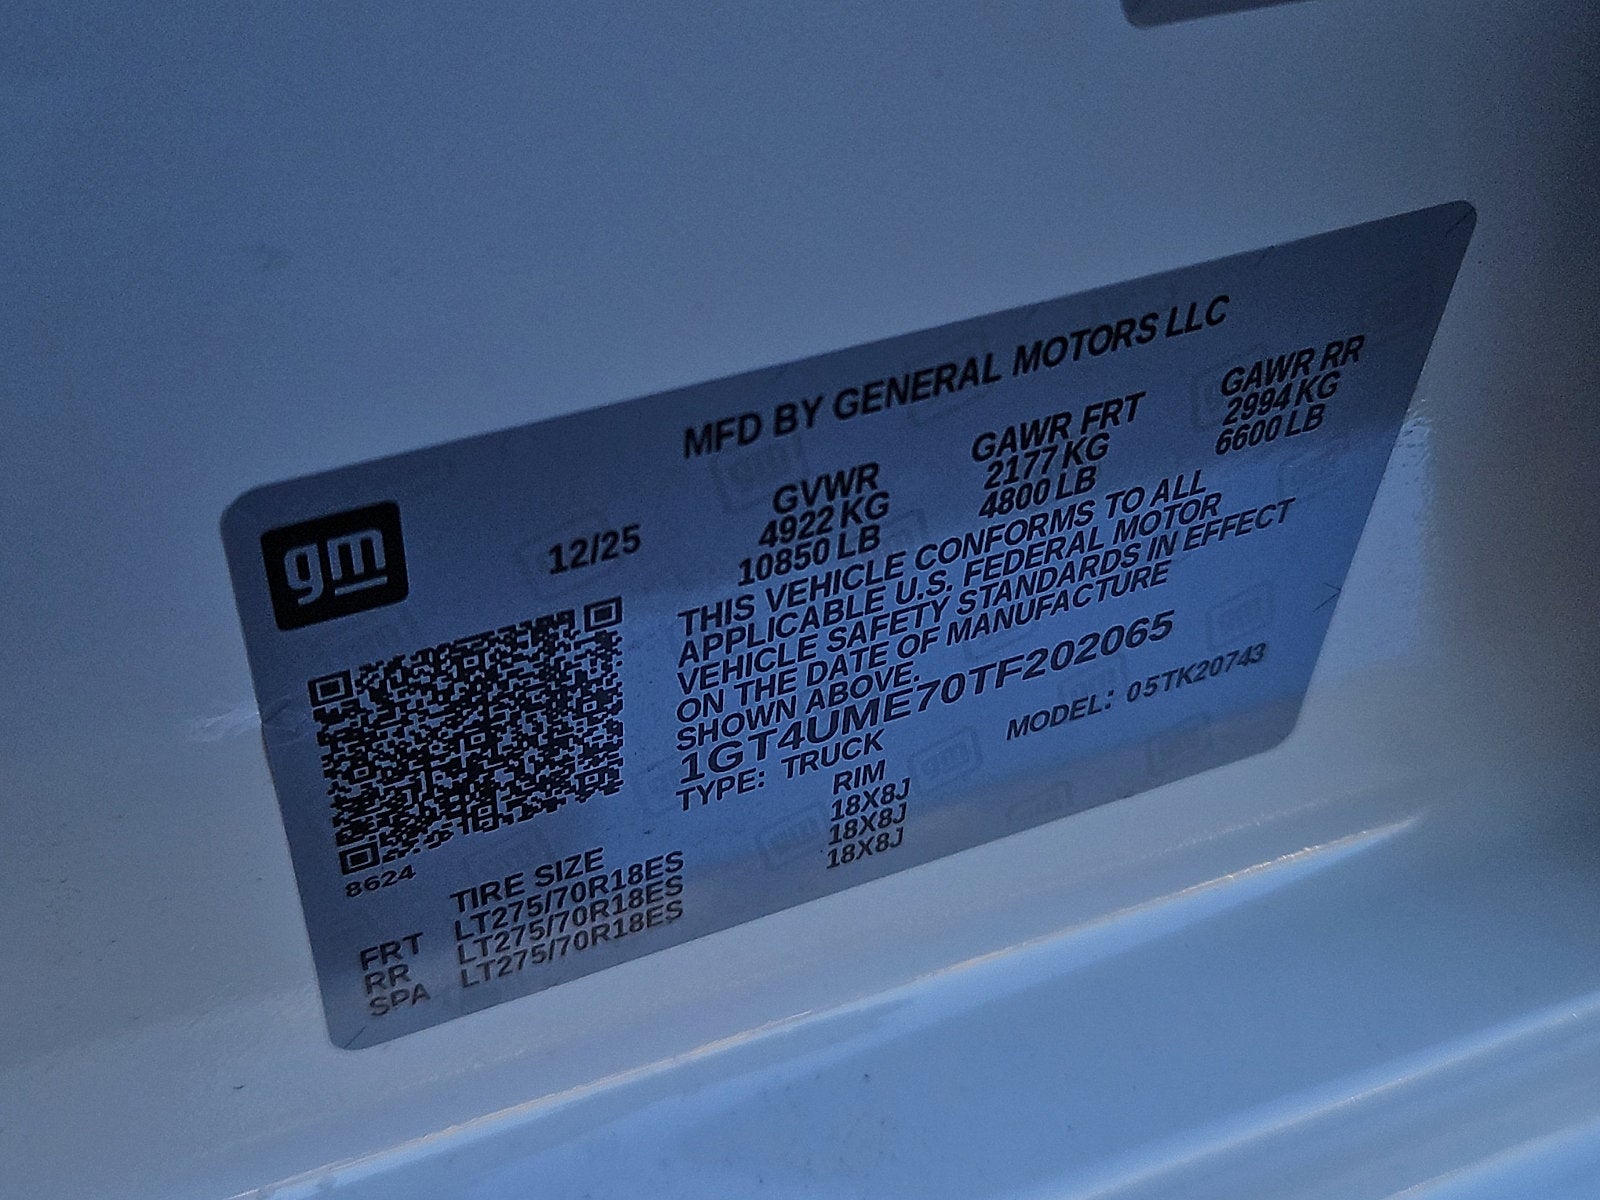 MFD BY GENERAL MOTORS LLC
gm
12/25
GVWR
4922 KG
10850 LB
GAWR FRT
2177 KG
4800 LB
GAWR RR
2994 KG
6600 LB
THIS VEHICLE CONFORMS TO ALL
APPLICABLE U.S. FEDERAL MOTOR
VEHICLE SAFETY STANDARDS IN EFFECT
ON THE DATE OF MANUFACTURE
SHOWN ABOVE.
1GT4UME70TF202065
TYPE: TRUCK
MODEL: 05TK20743
8624
TIRE SIZE RIM
FRT LT275/70R18ES 18X8J
RR LT275/70R18ES 18X8J
SPA LT275/70R18ES 18X8J